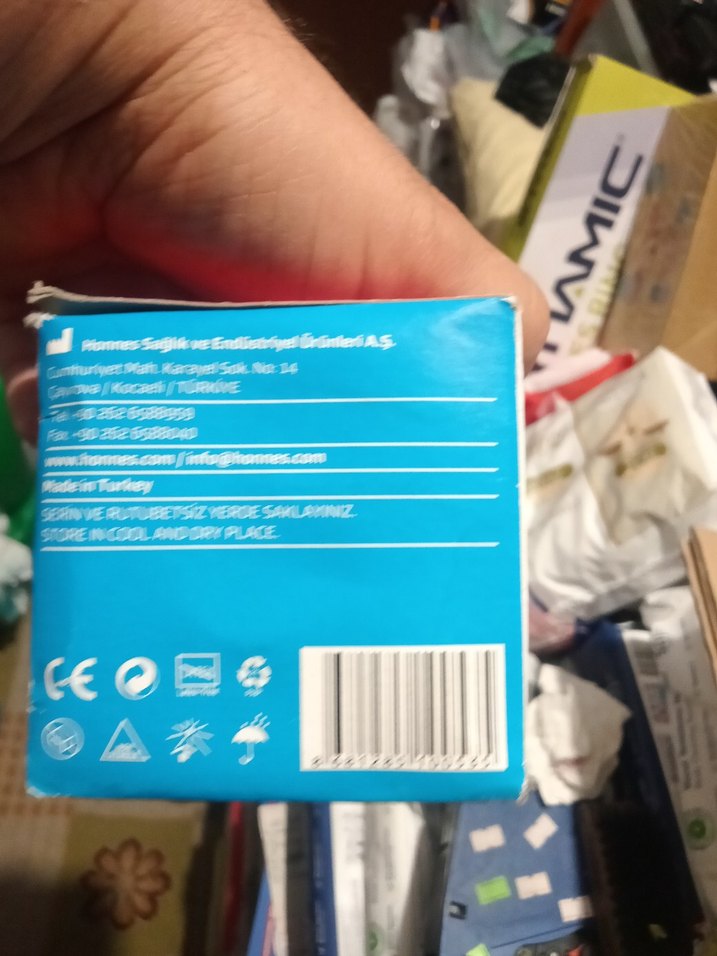 Honnes Sağlık ve Endüstriyel Ürünleri A.Ş.
Cumhuriyet Mah. Karayel Sok. No: 14
Çayırova / Kocaeli / TÜRKİYE
Tel: +90 262 6588959
Fax: +90 262 6588040
www.honnes.com / info@honnes.com
Made in Turkey
SERİN VE RUTUBETSİZ YERDE SAKLAYINIZ.
STORE IN COOL AND DRY PLACE.
CE